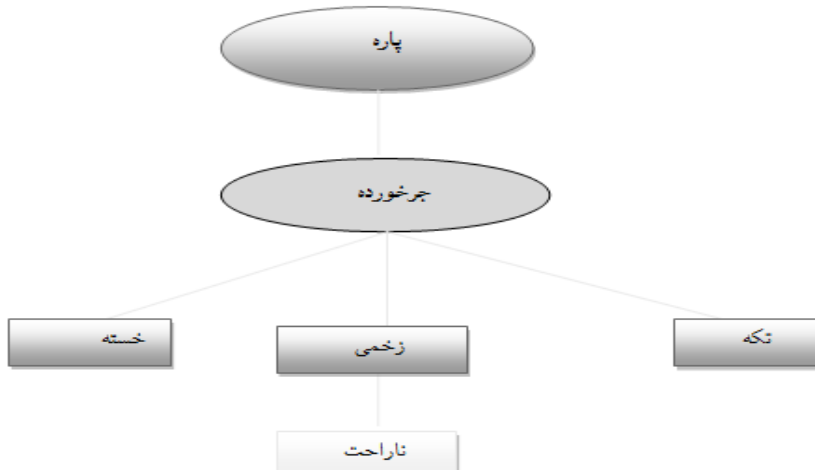 پاره
جرخورده
تکه
زخمی
خسته
ناراحت